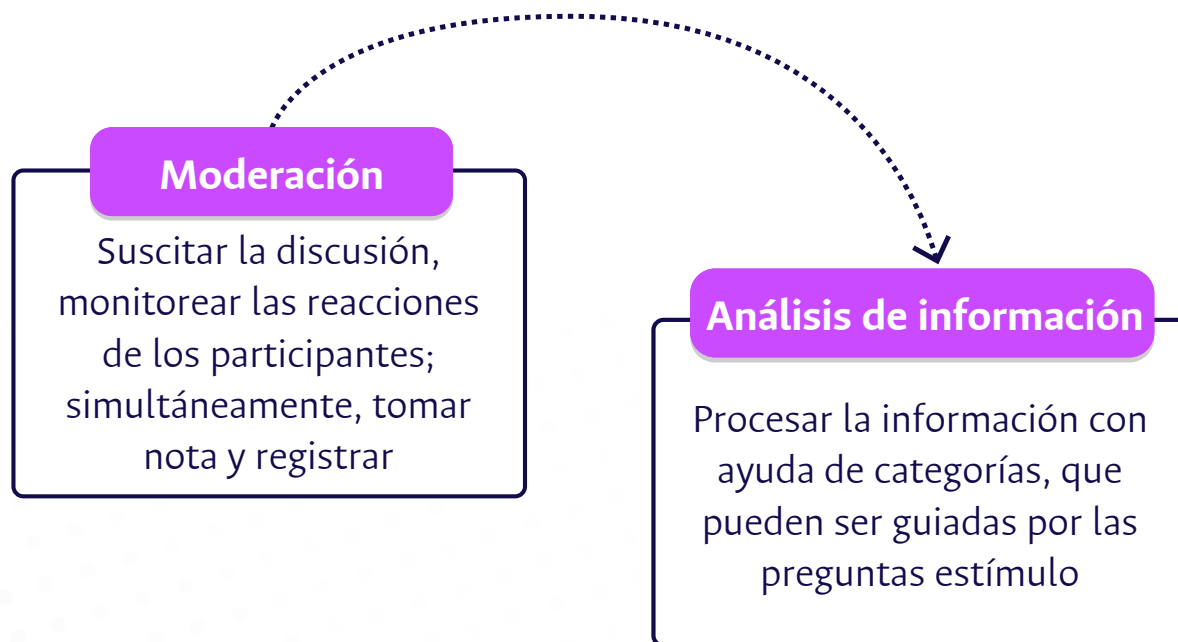 Moderación
Suscitar la discusión,
monitorear las reacciones
de los participantes;
simultáneamente, tomar
nota y registrar
Análisis de información
Procesar la información con
ayuda de categorías, que
pueden ser guiadas por las
preguntas estímulo